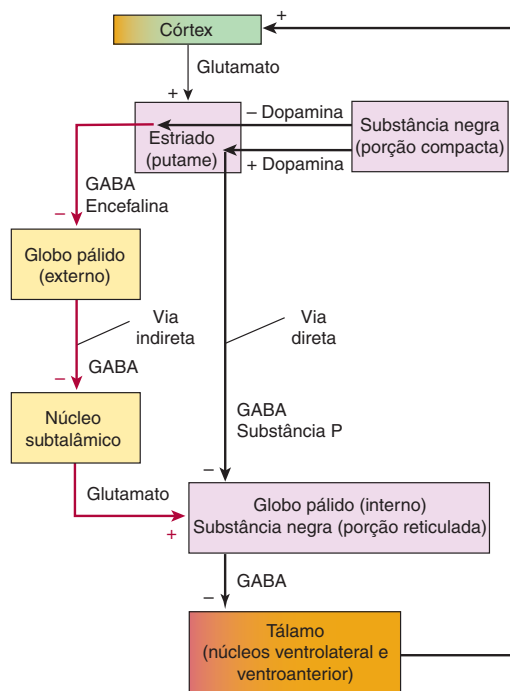 +
Córtex
Glutamato
+
– Dopamina
Estriado
(putame)
Substância negra
(porção compacta)
+ Dopamina
GABA
Encefalina
–
Globo pálido
(externo)
Via
indireta
Via
direta
GABA
–
Núcleo
subtalâmico
GABA
Substância P
–
Glutamato
+
Globo pálido (interno)
Substância negra (porção reticulada)
GABA
–
Tálamo
(núcleos ventrolateral e
ventroanterior)